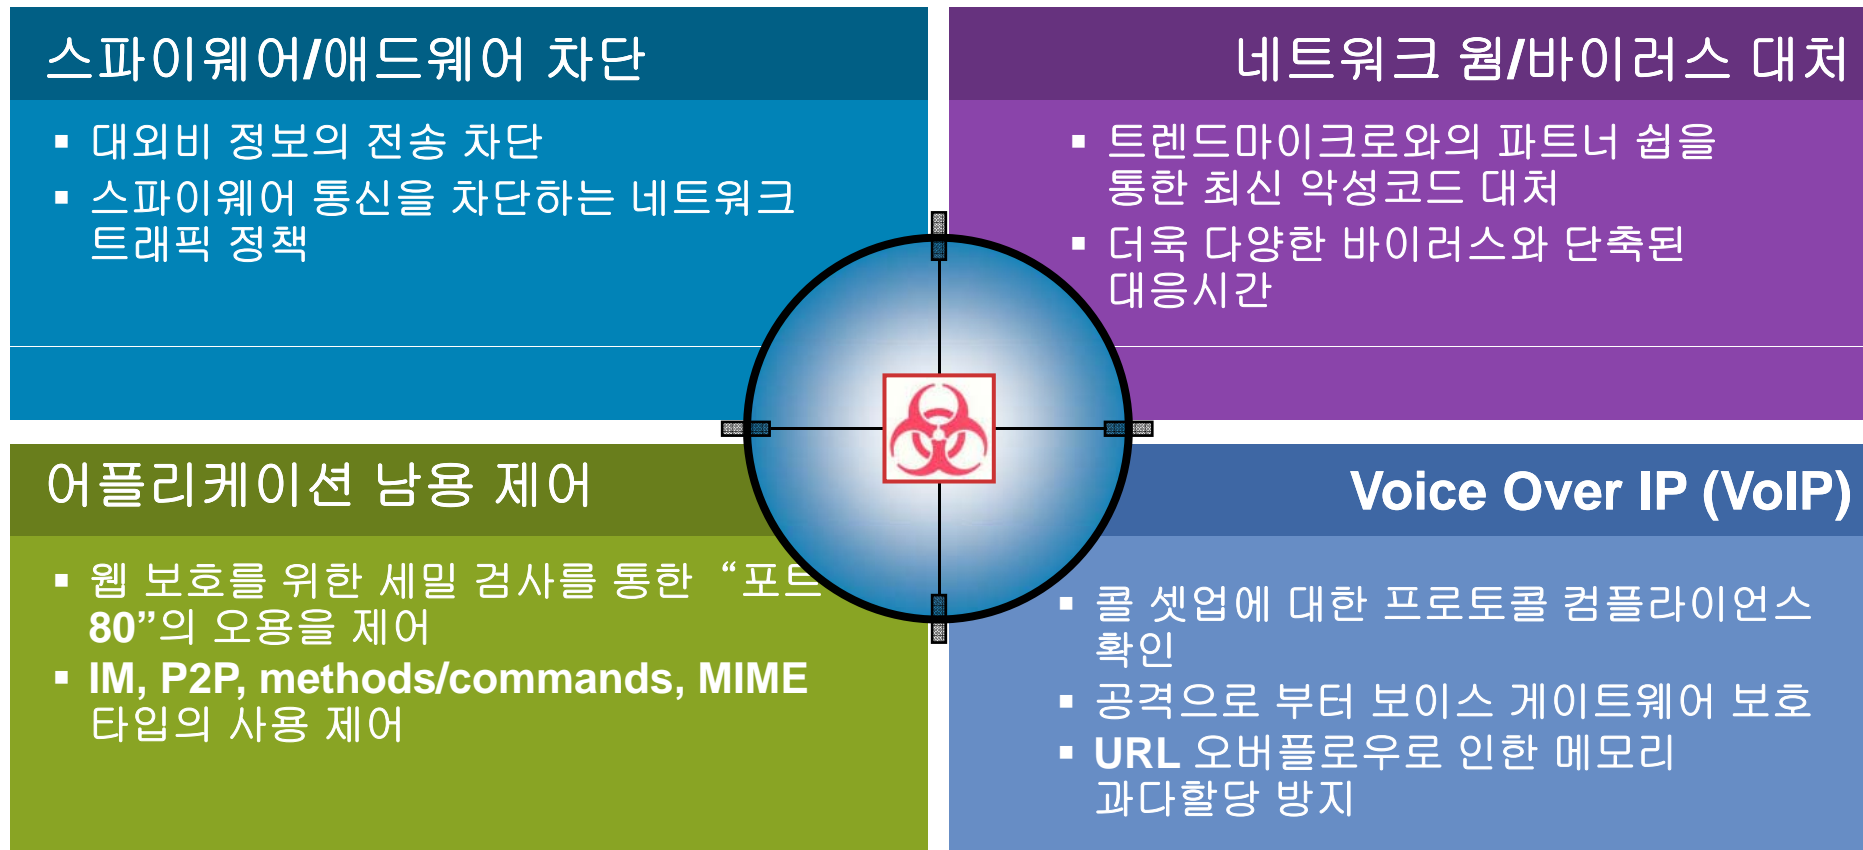 스파이웨어/애드웨어 차단
▪ 대외비 정보의 전송 차단
▪ 스파이웨어 통신을 차단하는 네트워크
트래픽 정책
네트워크 웜/바이러스 대처
▪ 트렌드마이크로와의 파트너 쉽을
통한 최신 악성코드 대처
▪ 더욱 다양한 바이러스와 단축된
대응시간
어플리케이션 남용 제어
▪ 웹 보호를 위한 세밀 검사를 통한 “포트
80”의 오용을 제어
▪ IM, P2P, methods/commands, MIME
타입의 사용 제어
Voice Over IP (VoIP)
▪ 콜 셋업에 대한 프로토콜 컴플라이언스
확인
▪ 공격으로 부터 보이스 게이트웨어 보호
▪ URL 오버플로우로 인한 메모리
과다할당 방지